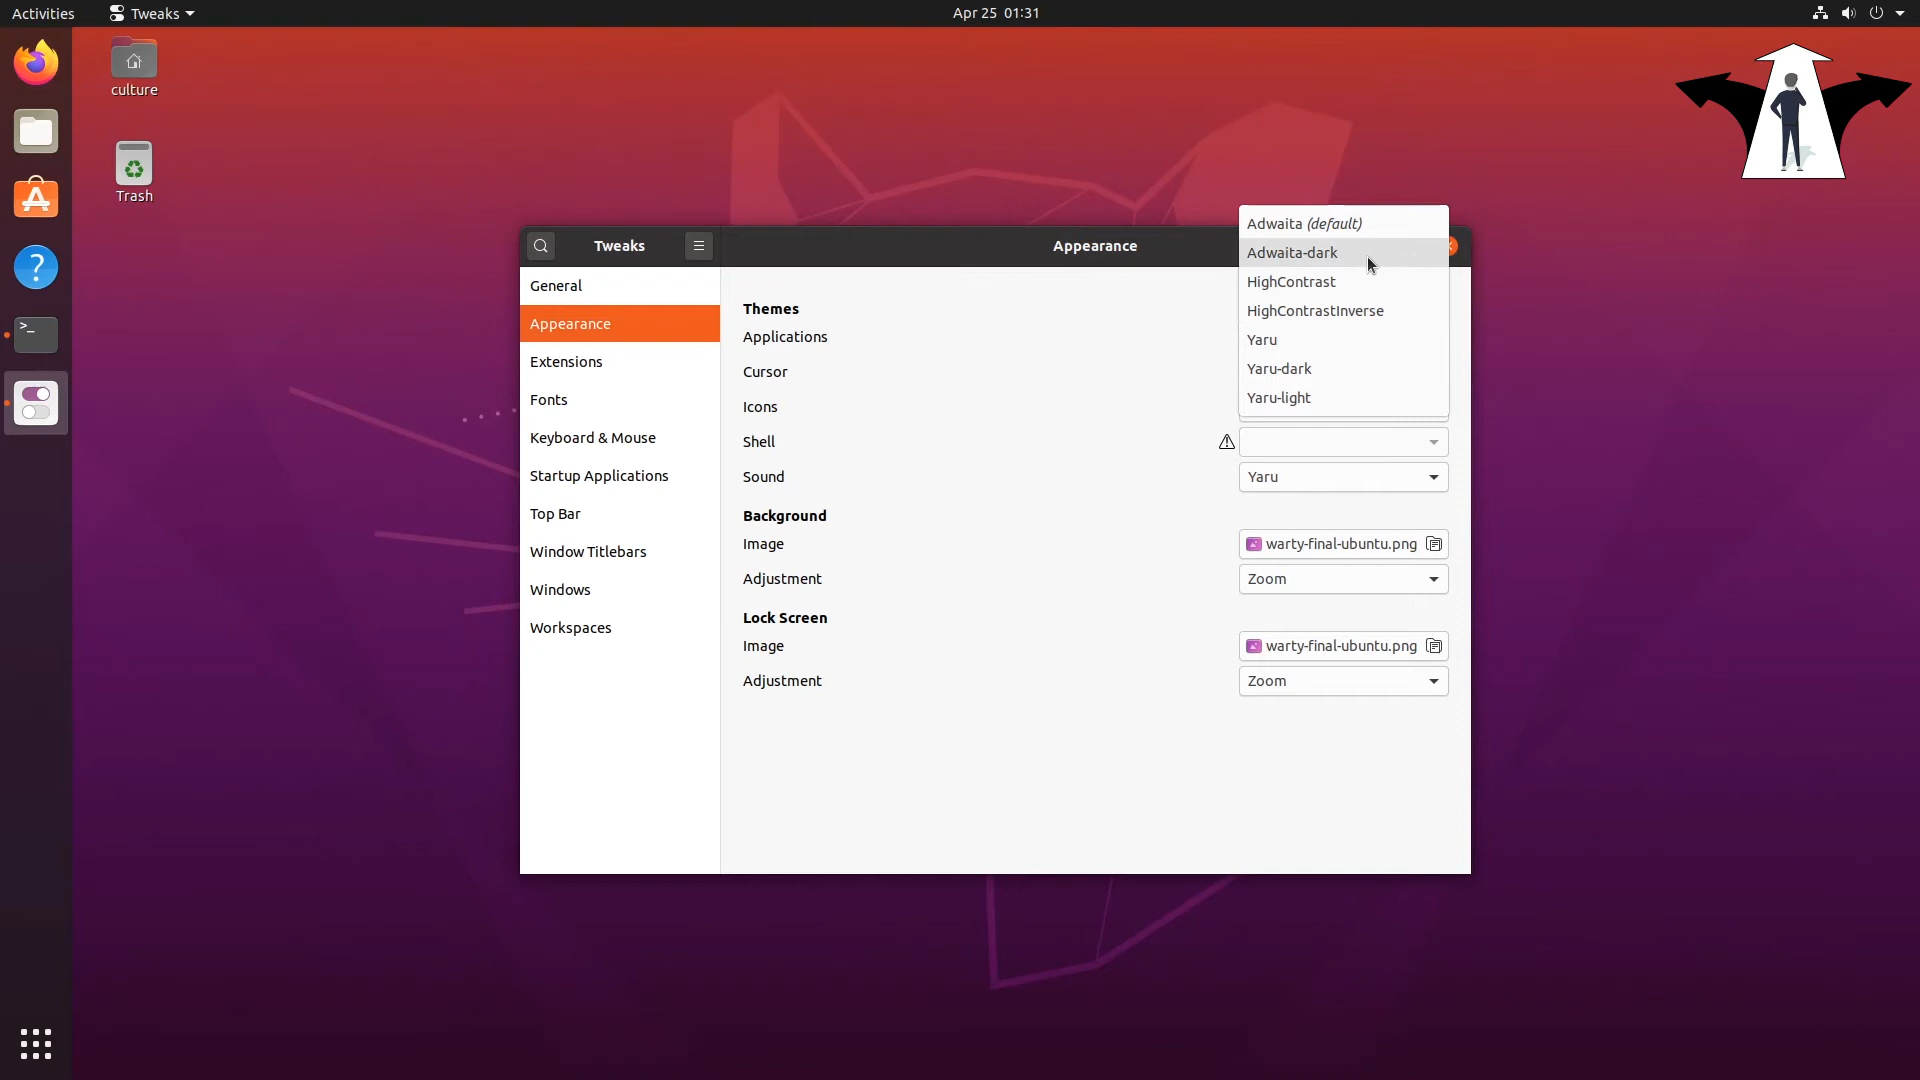 Activities
Tweaks
Apr 25 01:31
culture
Trash
Tweaks
Appearance
General
Appearance
Extensions
Fonts
Keyboard & Mouse
Startup Applications
Top Bar
Window Titlebars
Windows
Workspaces
Themes
Applications
Cursor
Icons
Shell
Sound
Yaru
Background
Image
warty-final-ubuntu.png
Adjustment
Zoom
Lock Screen
Image
warty-final-ubuntu.png
Adjustment
Zoom
Adwaita (default)
Adwaita-dark
HighContrast
HighContrastInverse
Yaru
Yaru-dark
Yaru-light